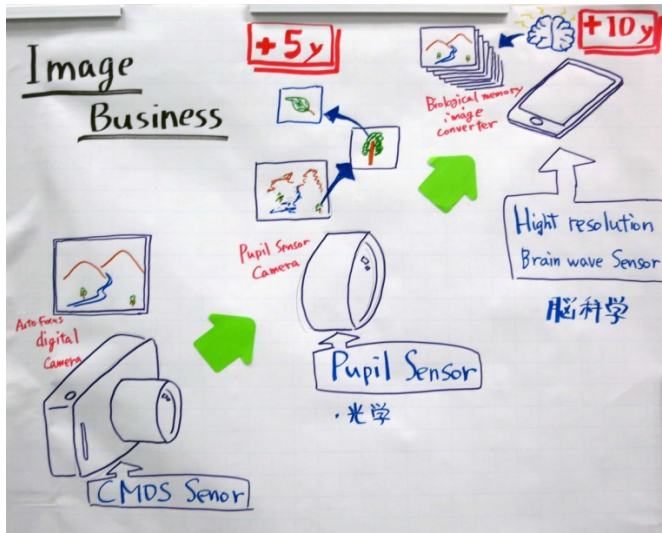 Image
Business
+5y
+10y
Biological memory
image
converter
Pupil Sensor
Camera
Auto Focus
digital
Camera
Hight resolution
Brain wave Sensor
脳科学
Pupil Sensor
・光学
CMDS Senor